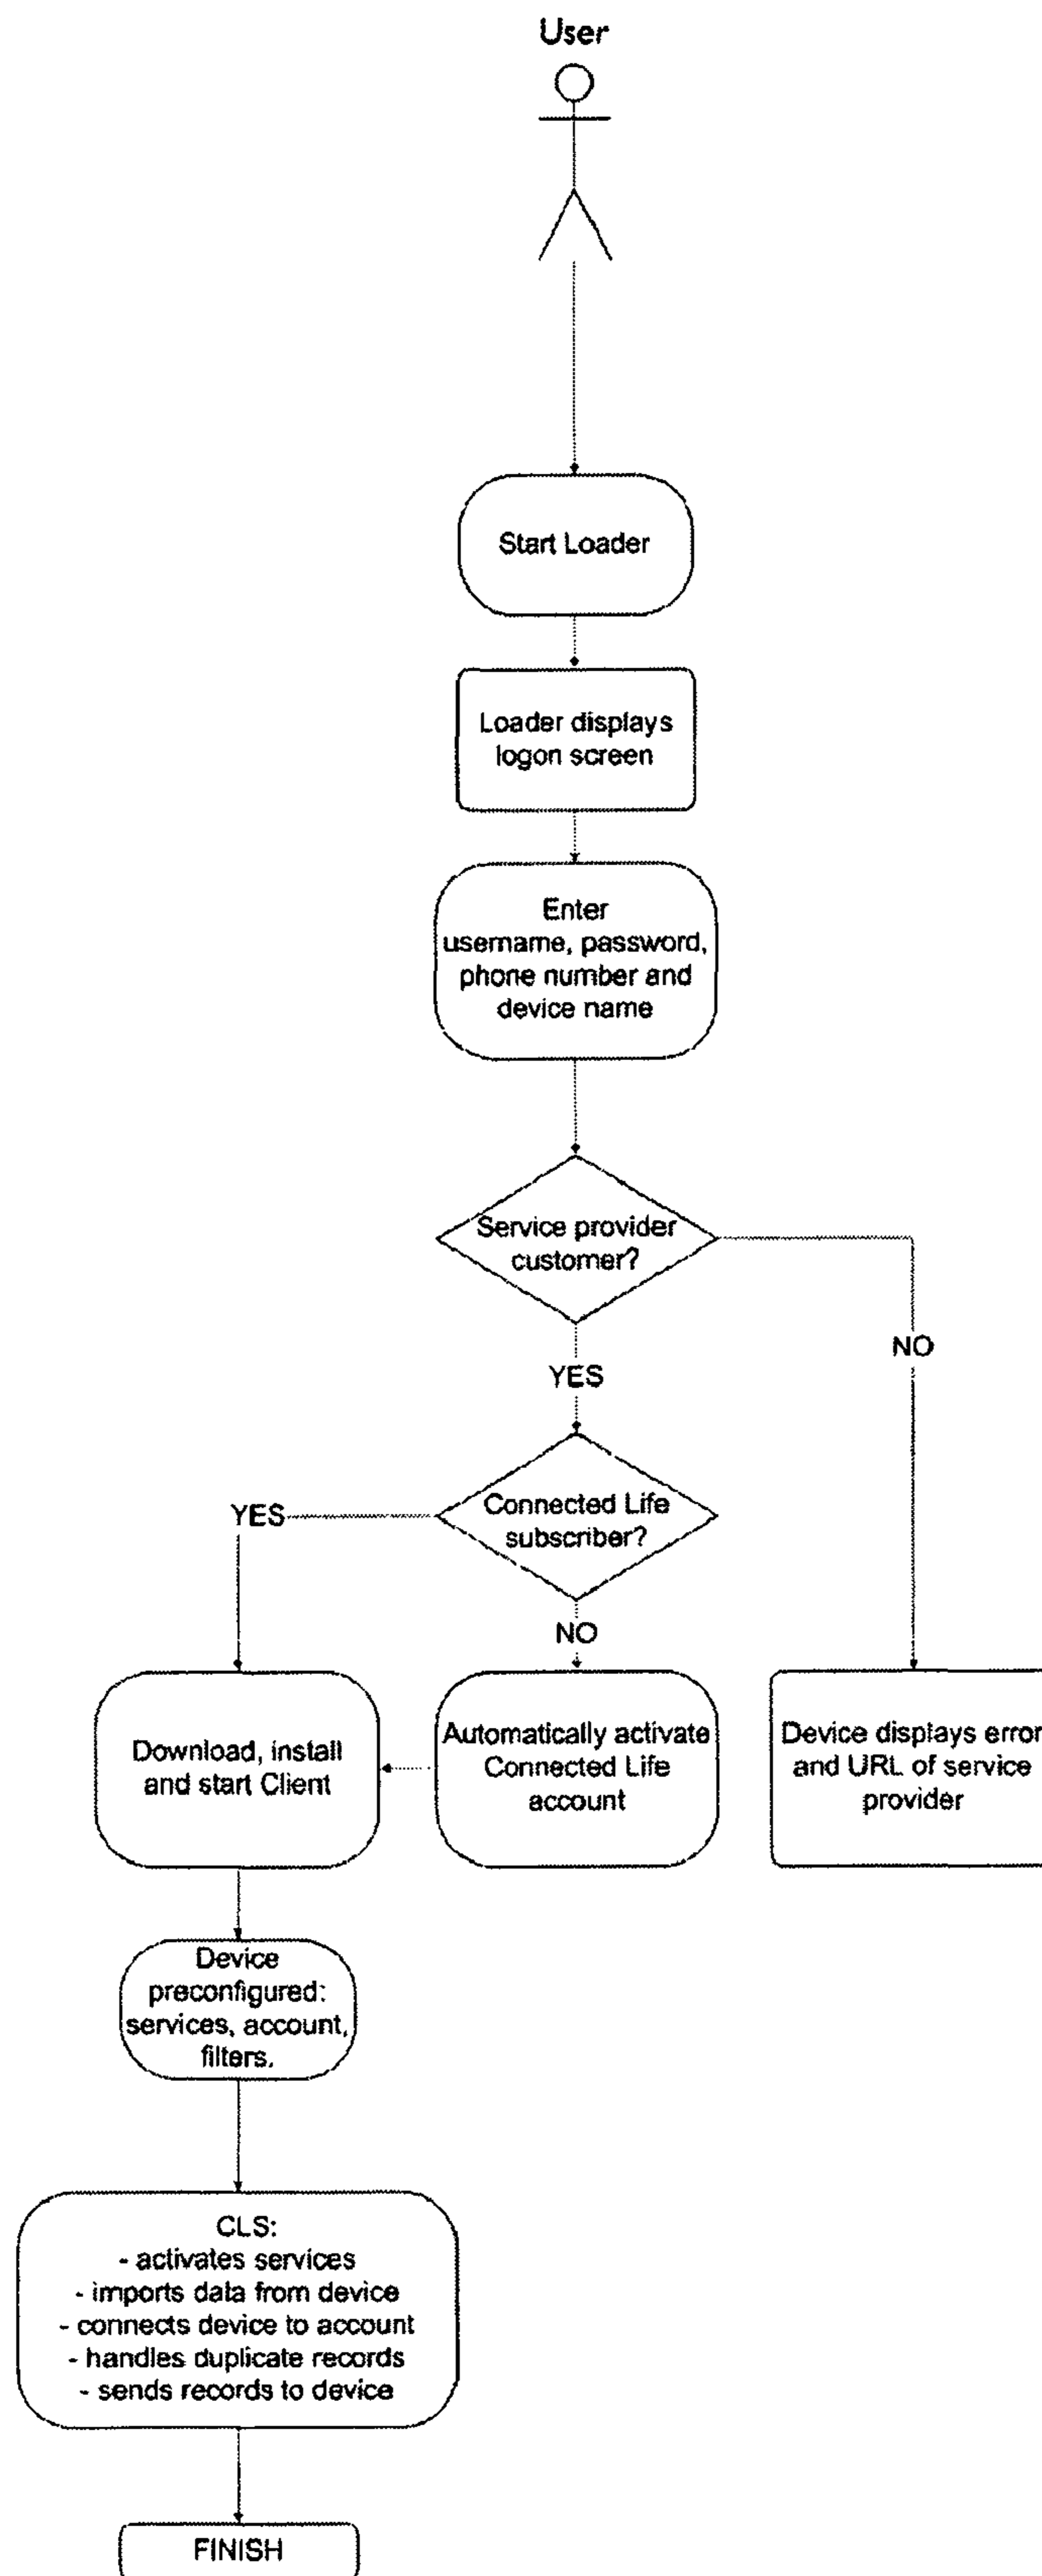 User
Start Loader
Loader displays
logon screen
Enter
username, password,
phone number and
device name
Service provider
customer?
NO
YES
Connected Life
subscriber?
YES
NO
Download, install
and start Client
Automatically activate
Connected Life
account
Device displays error
and URL of service
provider
Device
preconfigured:
services, account,
filters.
CLS:
- activates services
- imports data from device
- connects device to account
- handles duplicate records
- sends records to device
FINISH